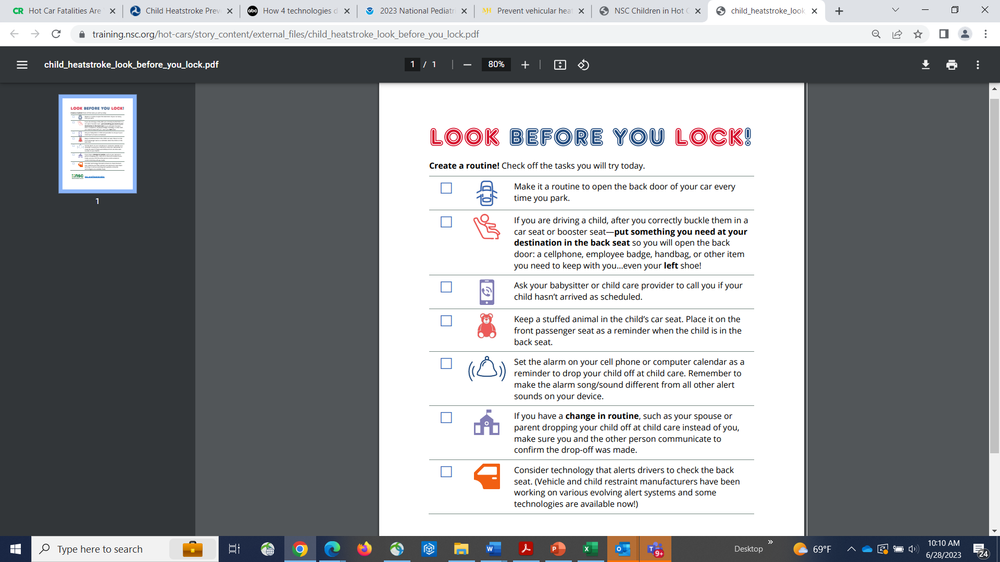 CR Hot Car Fatalities Are
Child Heatstroke Prev
abc How 4 technologies d
2023 National Pediatr
MH Prevent vehicular heat
NSC Children in Hot C
child_heatstroke_look
training.nsc.org/hot-cars/story_content/external_files/child_heatstroke_look_before_you_lock.pdf
child_heatstroke_look_before_you_lock.pdf
1 / 1
80%
LOOK BEFORE YOU LOCK!
1
LOOK BEFORE YOU LOCK!
Create a routine! Check off the tasks you will try today.
Make it a routine to open the back door of your car every
time you park.
If you are driving a child, after you correctly buckle them in a
car seat or booster seat—put something you need at your
destination in the back seat so you will open the back
door: a cellphone, employee badge, handbag, or other item
you need to keep with you...even your left shoe!
Ask your babysitter or child care provider to call you if your
child hasn’t arrived as scheduled.
Keep a stuffed animal in the child’s car seat. Place it on the
front passenger seat as a reminder when the child is in the
back seat.
Set the alarm on your cell phone or computer calendar as a
reminder to drop your child off at child care. Remember to
make the alarm song/sound different from all other alert
sounds on your device.
If you have a change in routine, such as your spouse or
parent dropping your child off at child care instead of you,
make sure you and the other person communicate to
confirm the drop-off was made.
Consider technology that alerts drivers to check the back
seat. (Vehicle and child restraint manufacturers have been
working on various evolving alert systems and some
technologies are available now!)
nsc
Type here to search
9+
Desktop
69°F
10:10 AM
6/28/2023
24